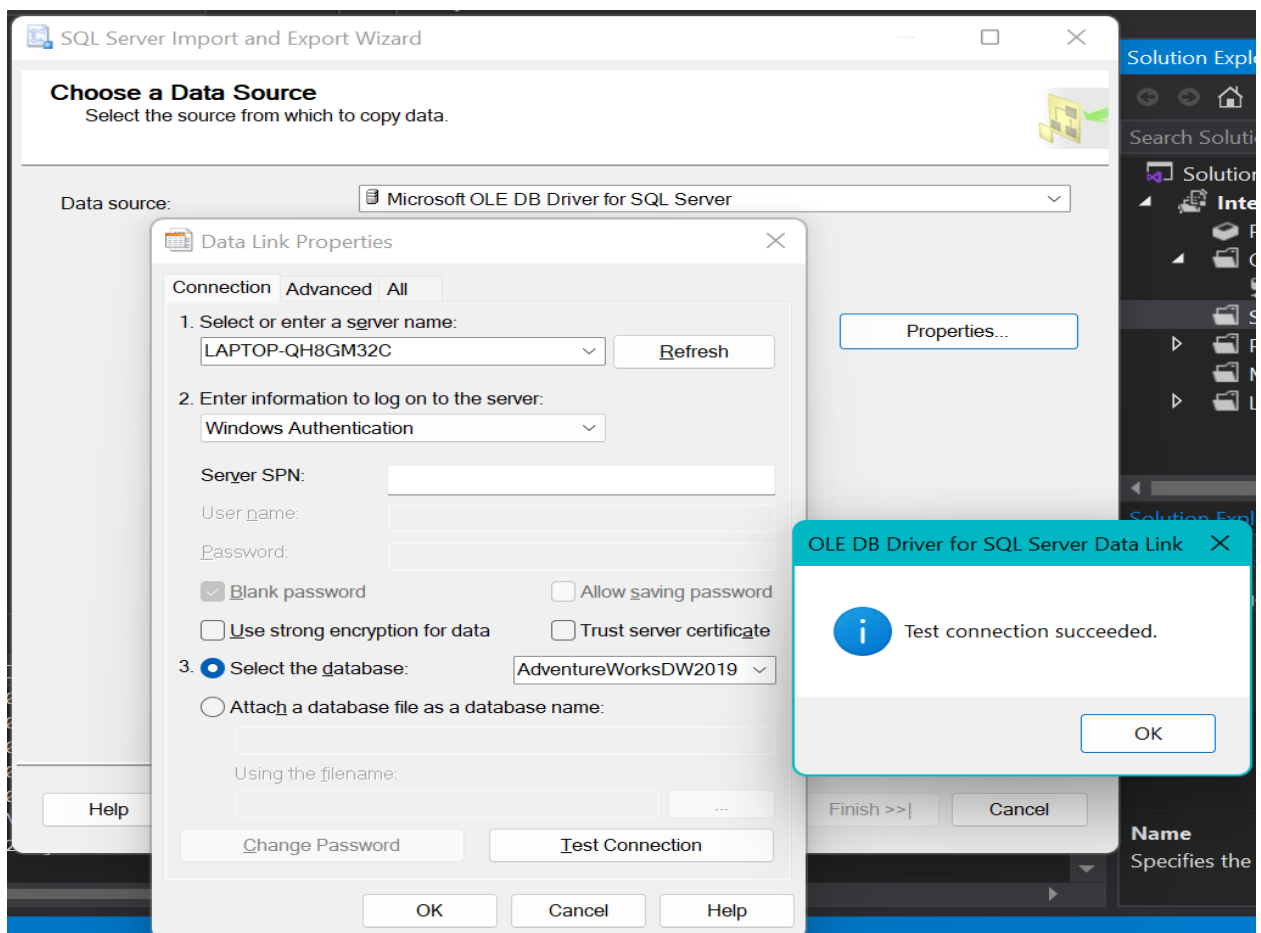 SQL Server Import and Export Wizard
Choose a Data Source
Select the source from which to copy data.
Data source:
Microsoft OLE DB Driver for SQL Server
Data Link Properties
Connection Advanced All
1. Select or enter a server name:
LAPTOP-QH8GM32C
Refresh
Properties...
2. Enter information to log on to the server:
Windows Authentication
Server SPN:
User name:
Password:
Blank password
Allow saving password
Use strong encryption for data
Trust server certificate
3. Select the database:
AdventureWorksDW2019
Attach a database file as a database name:
Using the filename:
...
Change Password
Test Connection
OK
Cancel
Help
Help
Finish >>|
Cancel
OLE DB Driver for SQL Server Data Link
Test connection succeeded.
OK
Solution Expl
Search Soluti
Solution
Inte
Solution Expl
Name
Specifies the